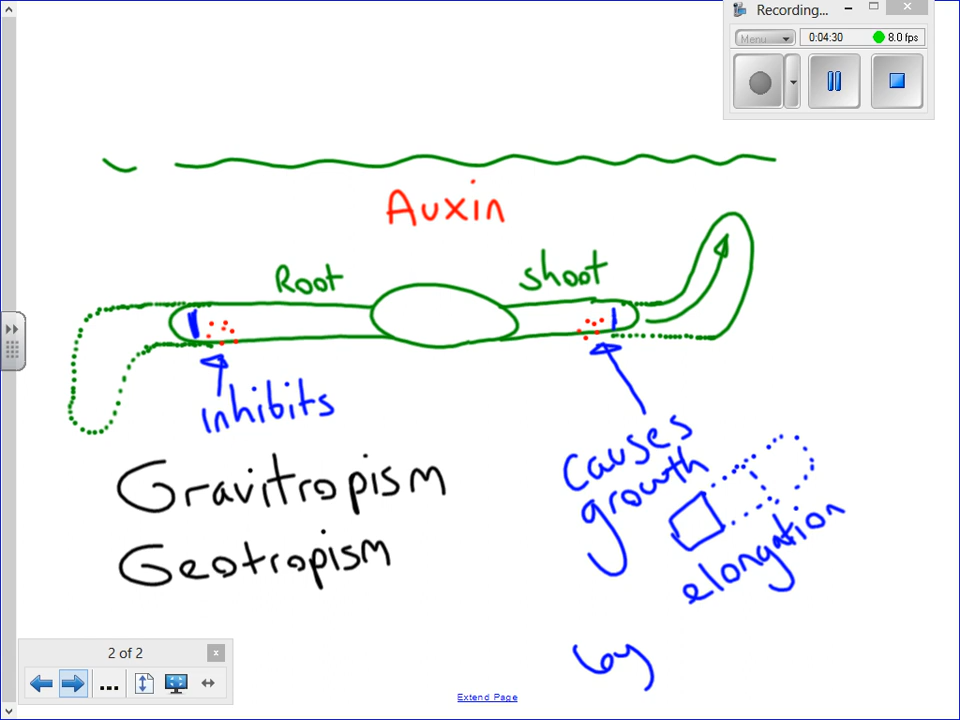 Recording...
Menu
0:04:30
8.0 fps
Auxin
Root
shoot
inhibits
causes
growth
elongation
Gravitropism
Geotropism
by
2 of 2
Extend Page